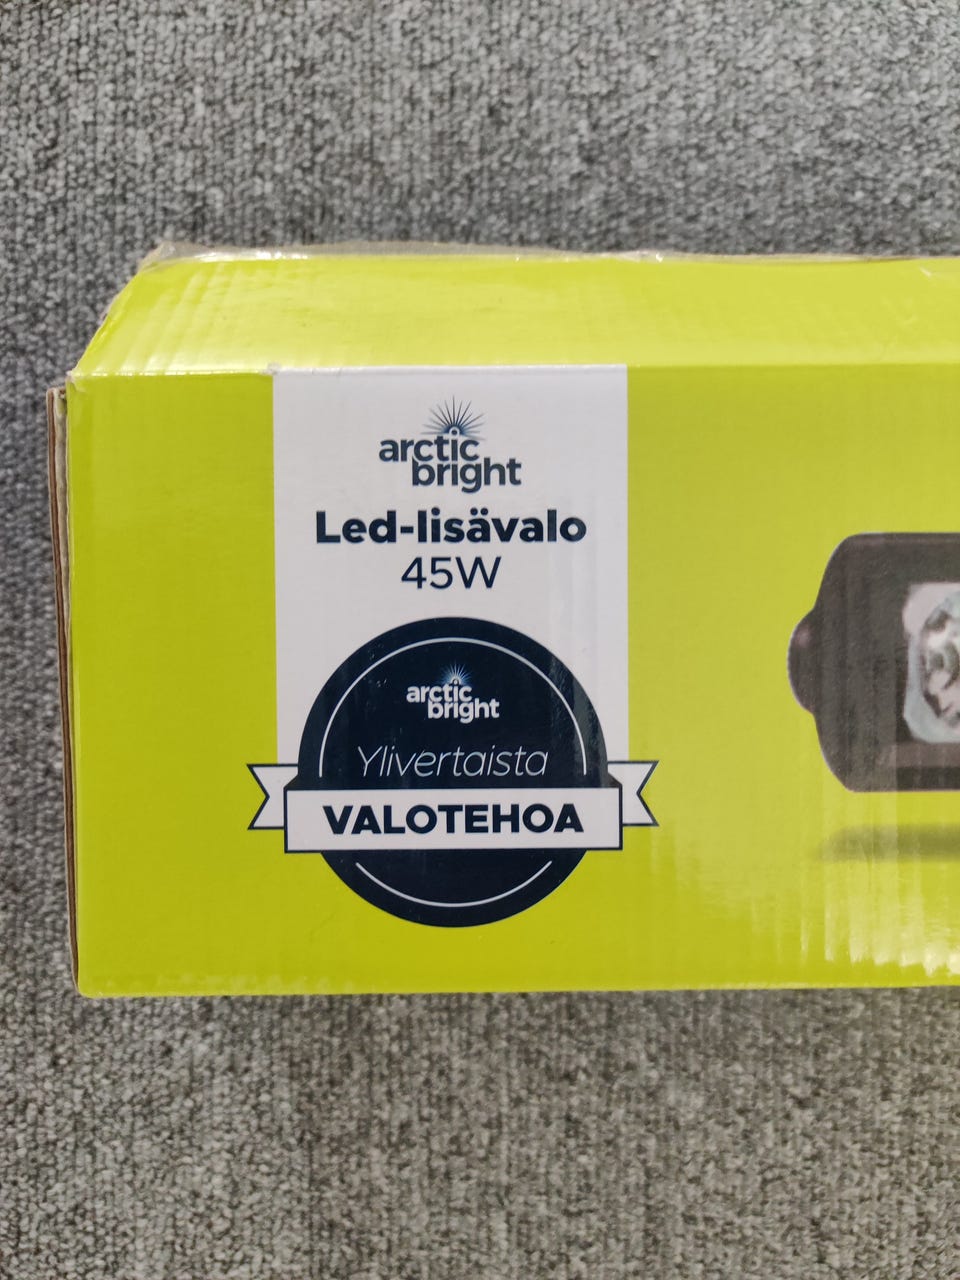 arctic
bright
Led-lisävalo
45W
arctic
bright
Ylivertaista
VALOTEHOA